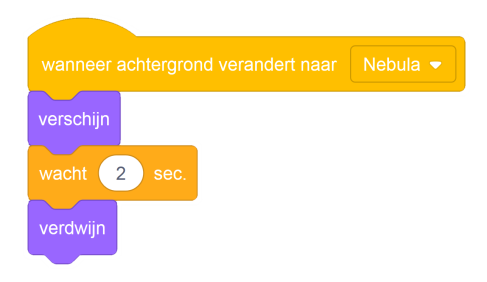 wanneer achtergrond verandert naar Nebula
verschijn
wacht 2 sec.
verdwijn